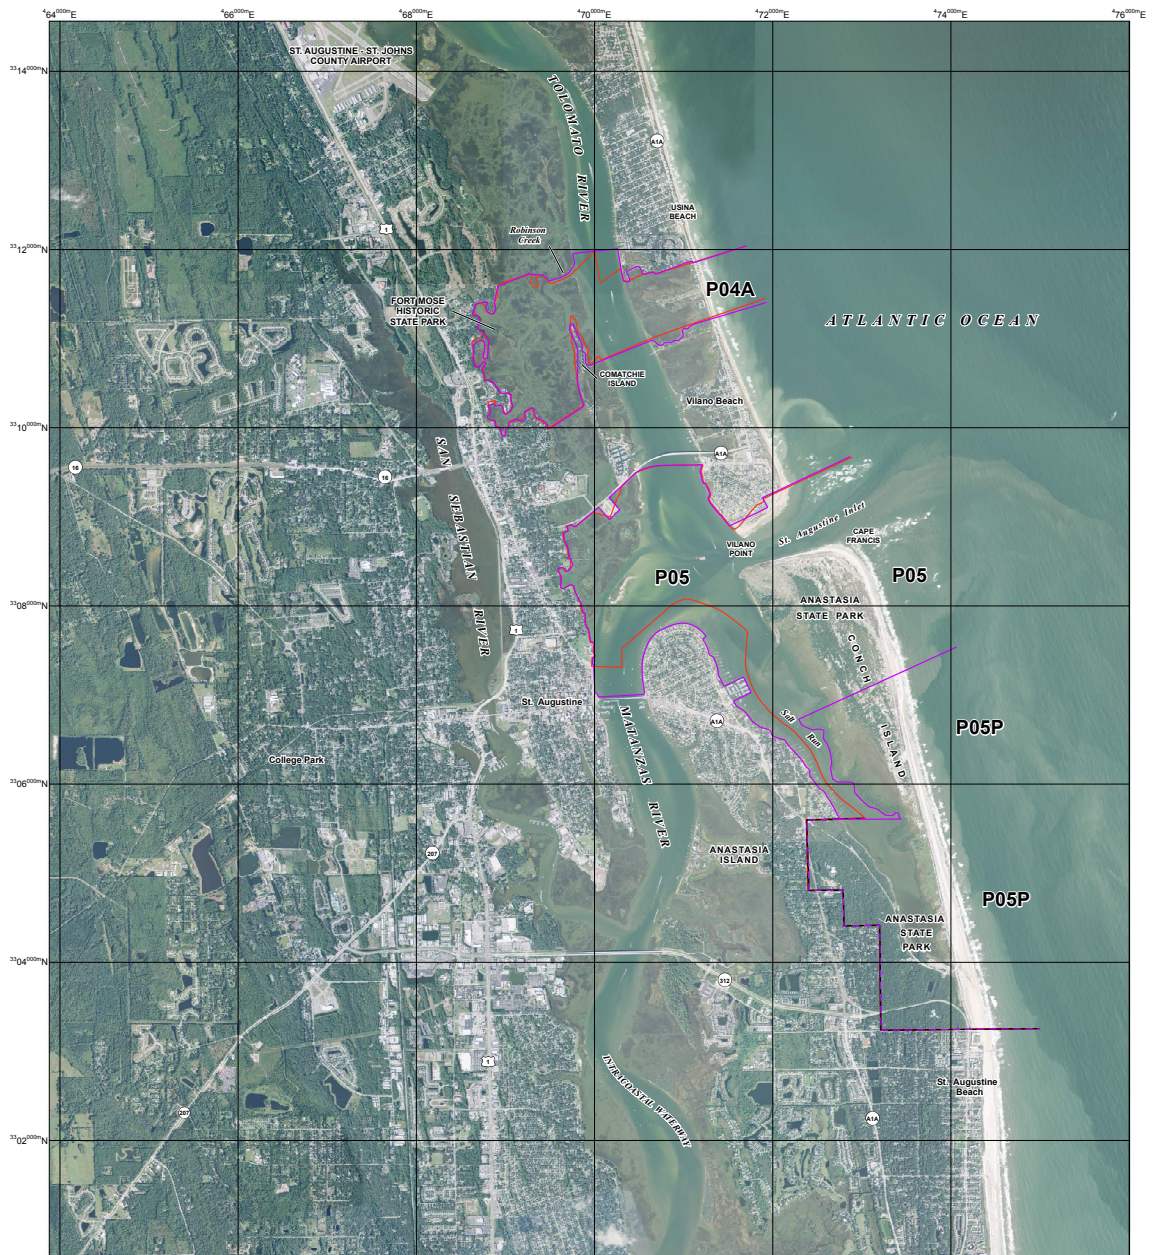 ⁴64⁰⁰⁰ᵐE
⁴66⁰⁰⁰ᵐE
⁴68⁰⁰⁰ᵐE
⁴70⁰⁰⁰ᵐE
⁴72⁰⁰⁰ᵐE
⁴74⁰⁰⁰ᵐE
⁴76⁰⁰⁰ᵐE
ST. AUGUSTINE - ST. JOHNS
COUNTY AIRPORT
³³14⁰⁰⁰ᵐN
TOLOMATO RIVER
A1A
USINA
BEACH
1
Robinson
Creek
³³12⁰⁰⁰ᵐN
P04A
FORT MOSE
HISTORIC
STATE PARK
ATLANTIC OCEAN
COMATCHIE
ISLAND
Vilano Beach
³³10⁰⁰⁰ᵐN
A1A
16
16
SAN SEBASTIAN RIVER
St. Augustine Inlet
CAPE
FRANCIS
VILANO
POINT
P05
P05
ANASTASIA
STATE PARK
³³08⁰⁰⁰ᵐN
1
CONCH ISLAND
St. Augustine
MATANZAS RIVER
A1A
Salt Run
P05P
College Park
³³06⁰⁰⁰ᵐN
207
ANASTASIA
ISLAND
P05P
ANASTASIA
STATE
PARK
³³04⁰⁰⁰ᵐN
312
1
INTRACOASTAL WATERWAY
St. Augustine
Beach
207
A1A
³³02⁰⁰⁰ᵐN